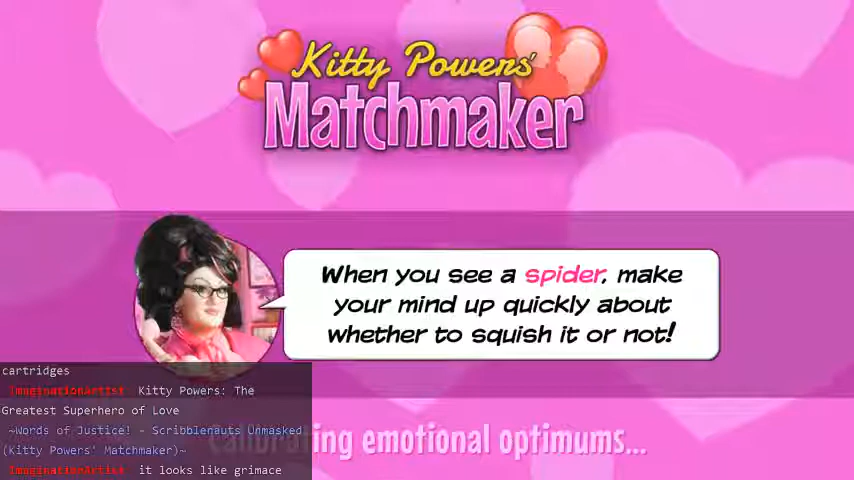 Kitty Powers'
Matchmaker
When you see a spider, make
your mind up quickly about
whether to squish it or not!
cartridges
ImaginationArtist Kitty Powers: The
Greatest Superhero of Love
~Words of Justice! - Scribblenauts Unmasked
(Kitty Powers' Matchmaker)~
ImaginationArtist it looks like grimace
Calibrating emotional optimums...